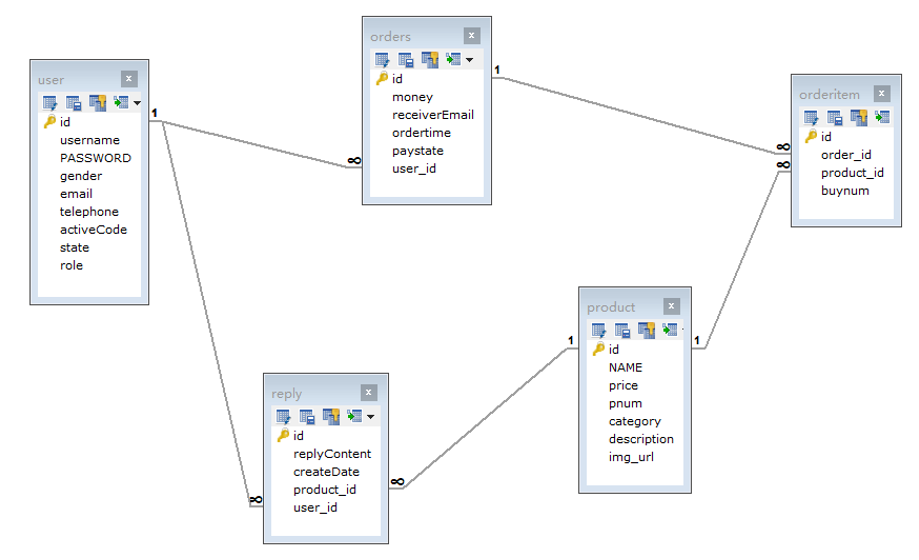 user
id
username
PASSWORD
gender
email
telephone
activeCode
state
role
1
∞
∞
orders
id
money
receiverEmail
ordertime
paystate
user_id
1
∞
∞
orderitem
id
order_id
product_id
buynum
reply
id
replyContent
createDate
product_id
user_id
∞
1
product
id
NAME
price
pnum
category
description
img_url
1